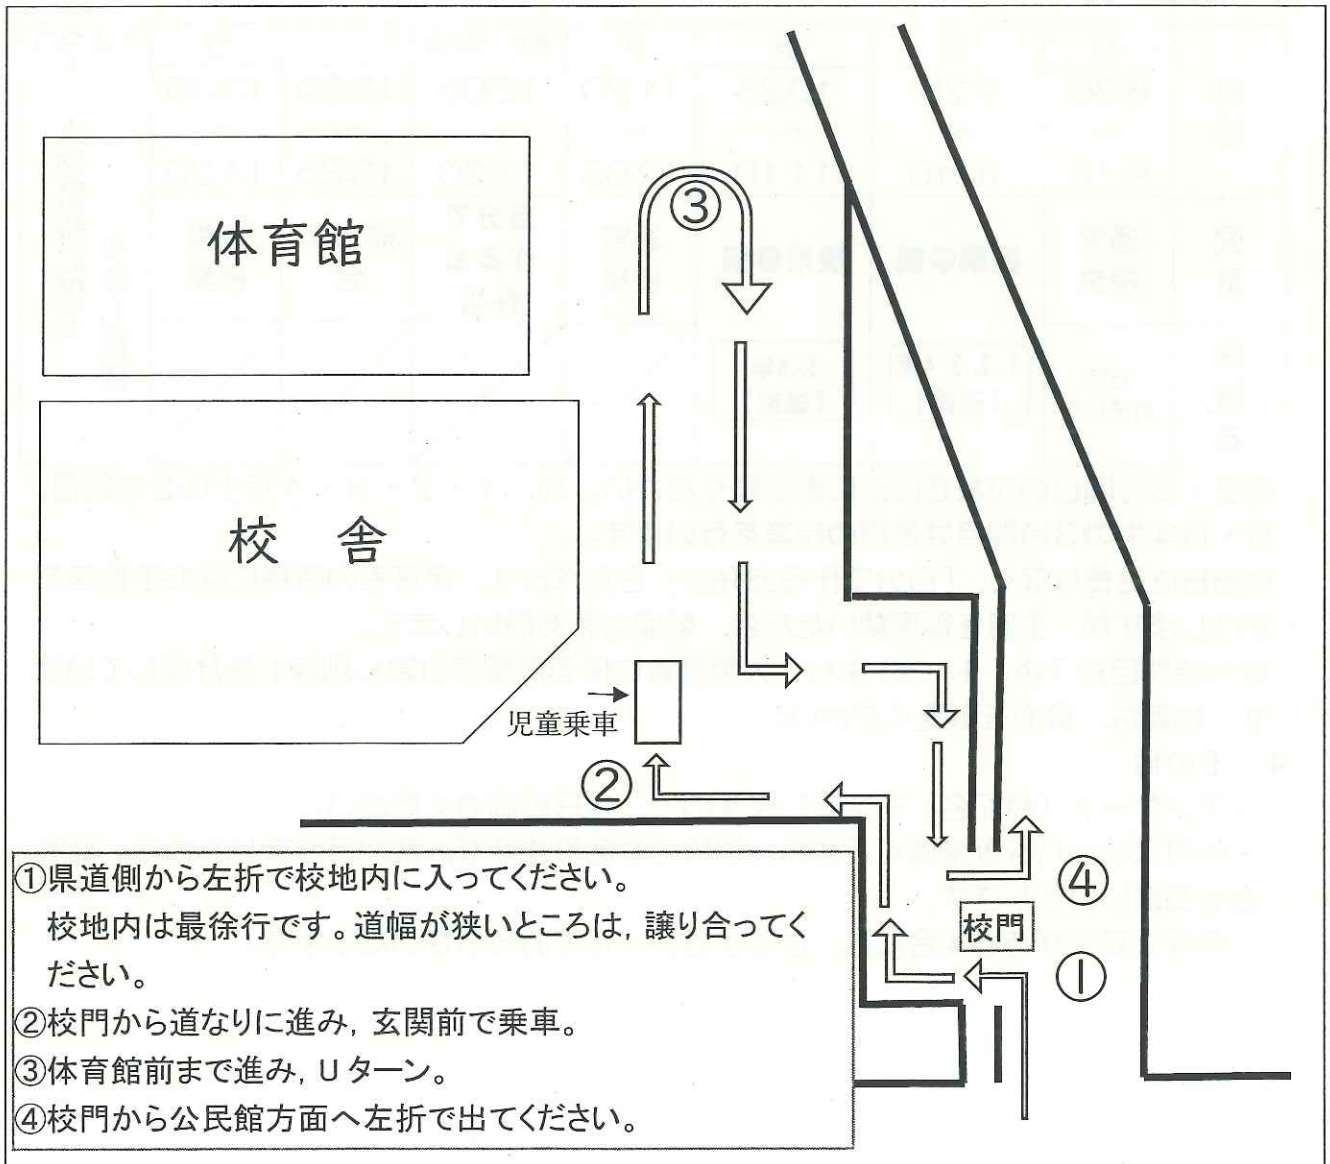 体育館
③
校 舎
児童乗車
②
④
校門
①
①県道側から左折で校地内に入ってください。
校地内は最徐行です。道幅が狭いところは，譲り合ってく
ださい。
②校門から道なりに進み，玄関前で乗車。
③体育館前まで進み，Uターン。
④校門から公民館方面へ左折で出てください。